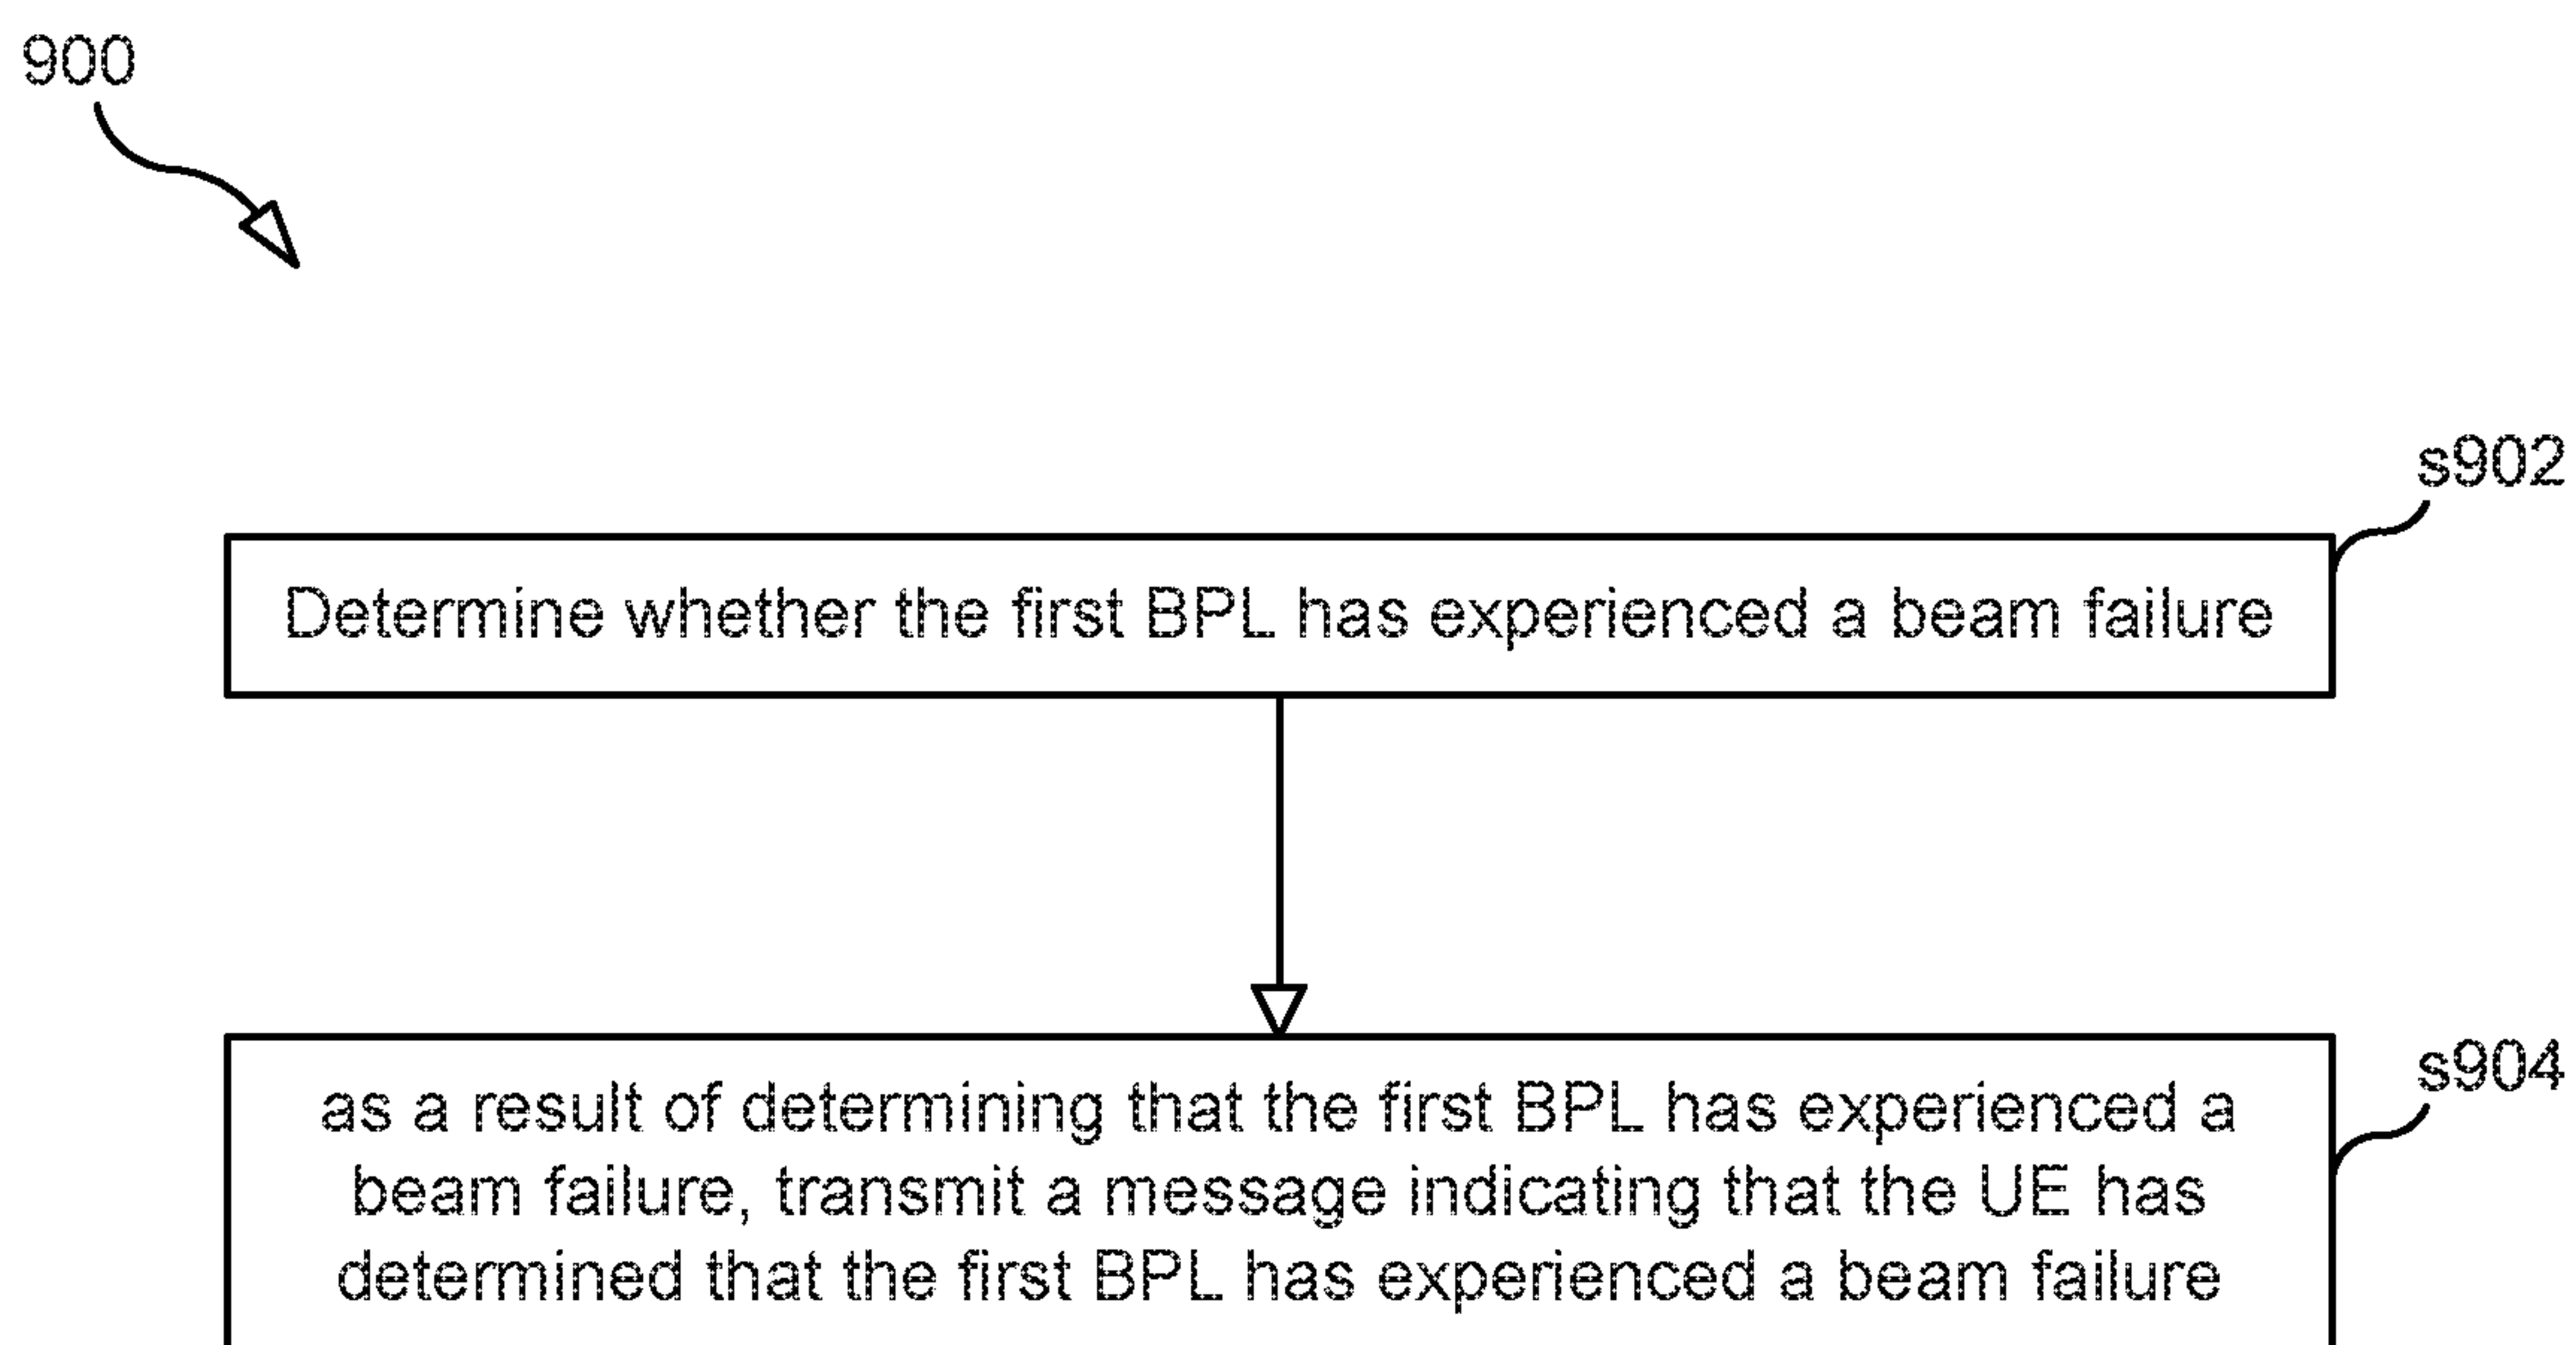 900
s902
Determine whether the first BPL has experienced a beam failure
s904
as a result of determining that the first BPL has experienced a
beam failure, transmit a message indicating that the UE has
determined that the first BPL has experienced a beam failure